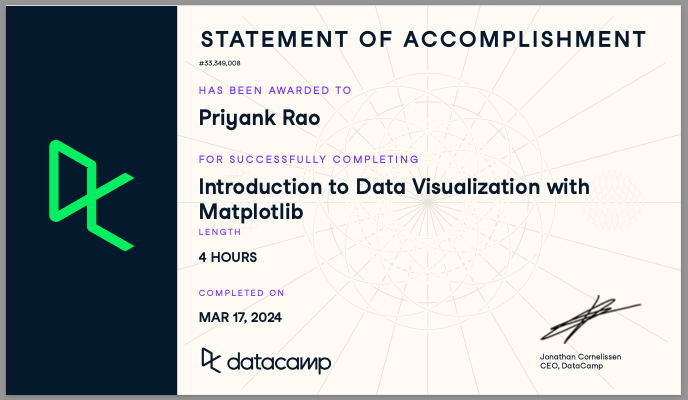 STATEMENT OF ACCOMPLISHMENT
#33,349,008
HAS BEEN AWARDED TO
Priyank Rao
FOR SUCCESSFULLY COMPLETING
Introduction to Data Visualization with
Matplotlib
LENGTH
4 HOURS
COMPLETED ON
MAR 17, 2024
datacamp
Jonathan Cornelissen
CEO, DataCamp